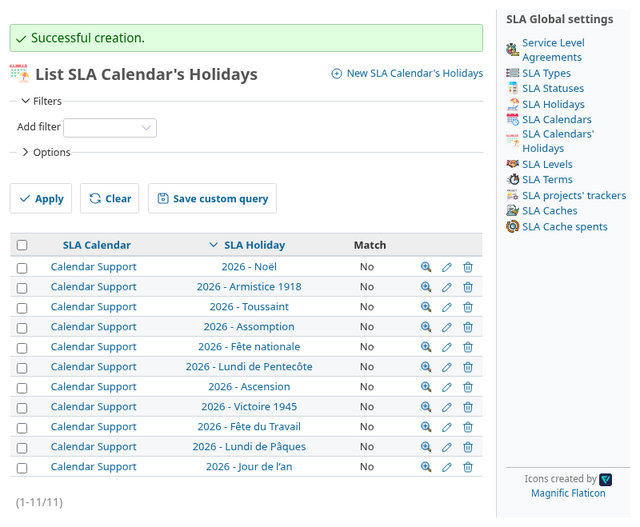 Successful creation.
List SLA Calendar's Holidays
New SLA Calendar's Holidays
Filters
Add filter
Options
Apply
Clear
Save custom query
SLA Calendar SLA Holiday Match
Calendar Support 2026 - Noël No
Calendar Support 2026 - Armistice 1918 No
Calendar Support 2026 - Toussaint No
Calendar Support 2026 - Assomption No
Calendar Support 2026 - Fête nationale No
Calendar Support 2026 - Lundi de Pentecôte No
Calendar Support 2026 - Ascension No
Calendar Support 2026 - Victoire 1945 No
Calendar Support 2026 - Fête du Travail No
Calendar Support 2026 - Lundi de Pâques No
Calendar Support 2026 - Jour de l'an No
(1-11/11)
SLA Global settings
Service Level
Agreements
SLA Types
SLA Statuses
SLA Holidays
SLA Calendars
SLA Calendars'
Holidays
SLA Levels
SLA Terms
SLA projects' trackers
SLA Caches
SLA Cache spents
Icons created by
Magnific Flaticon